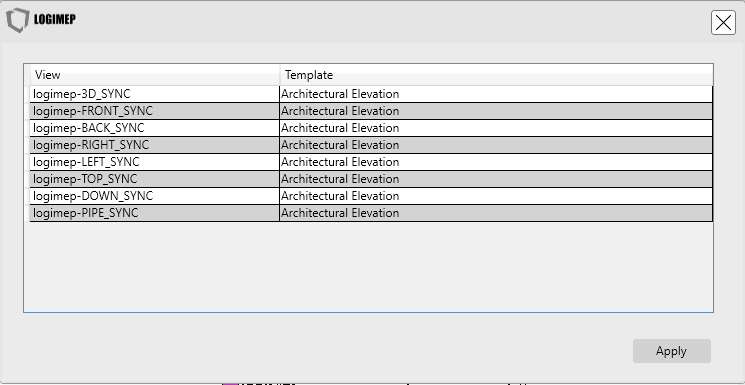 LOGIMEP
View Template
logimep-3D_SYNC Architectural Elevation
logimep-FRONT_SYNC Architectural Elevation
logimep-BACK_SYNC Architectural Elevation
logimep-RIGHT_SYNC Architectural Elevation
logimep-LEFT_SYNC Architectural Elevation
logimep-TOP_SYNC Architectural Elevation
logimep-DOWN_SYNC Architectural Elevation
logimep-PIPE_SYNC Architectural Elevation
Apply